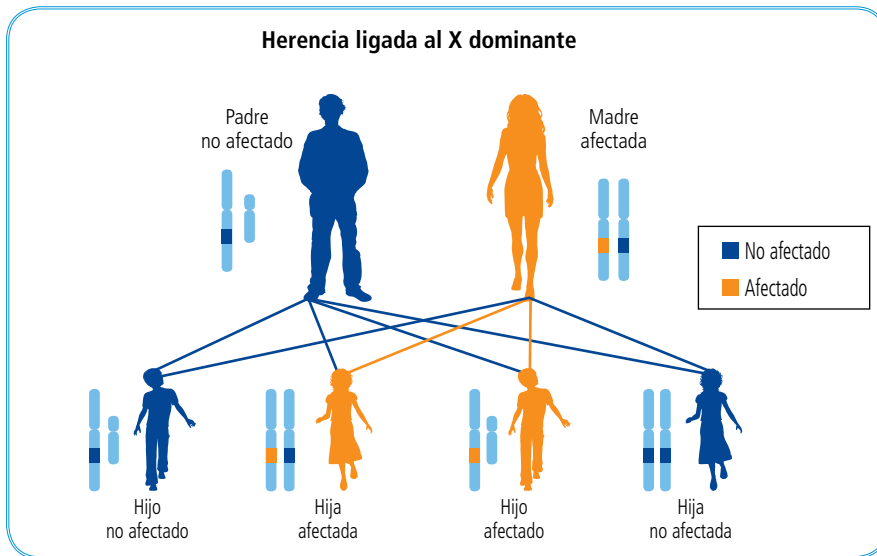 Herencia ligada al X dominante
Padre
no afectado
Madre
afectada
No afectado
Afectado
Hijo
no afectado
Hija
afectada
Hijo
afectado
Hija
no afectada